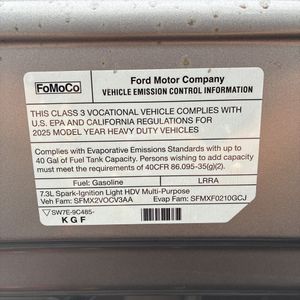 FoMoCo
Ford Motor Company
VEHICLE EMISSION CONTROL INFORMATION
THIS CLASS 3 VOCATIONAL VEHICLE COMPLIES WITH
U.S. EPA AND CALIFORNIA REGULATIONS FOR
2025 MODEL YEAR HEAVY DUTY VEHICLES
Complies with Evaporative Emissions Standards with up to
40 Gal of Fuel Tank Capacity. Persons wishing to add capacity
must meet the requirements of 40CFR 86.095-35(g)(2).
Fuel: Gasoline
LRRA
7.3L Spark-Ignition Light HDV Multi-Purpose
Veh Fam: SFMX2VOCV3AA
Evap Fam: SFMXF0210GCJ
SW7E-9C485-
KGF